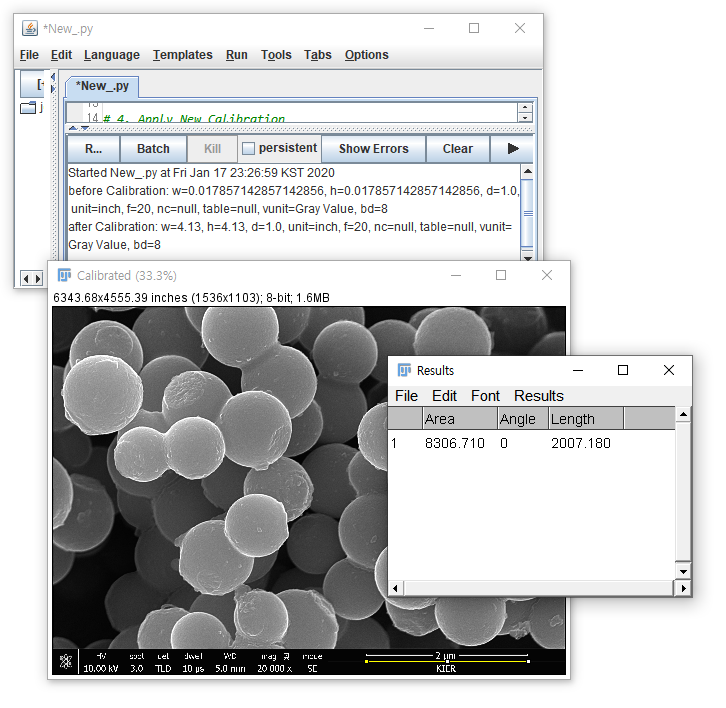 *New_.py
File Edit Language Templates Run Tools Tabs Options
*New_.py
14 # 4. Apply New Calibration
R... Batch Kill persistent Show Errors Clear
Started New_.py at Fri Jan 17 23:26:59 KST 2020
before Calibration: w=0.017857142857142856, h=0.017857142857142856, d=1.0,
unit=inch, f=20, nc=null, table=null, vunit=Gray Value, bd=8
after Calibration: w=4.13, h=4.13, d=1.0, unit=inch, f=20, nc=null, table=null, vunit=
Gray Value, bd=8
Calibrated (33.3%)
6343.68x4555.39 inches (1536x1103); 8-bit; 1.6MB
Results
File Edit Font Results
Area Angle Length
1 8306.710 0 2007.180
HV spot det dwell WD mag mode
10.00 kV 3.0 TLD 10 µs 5.0 mm 20 000 x SE
2 µm
KIER